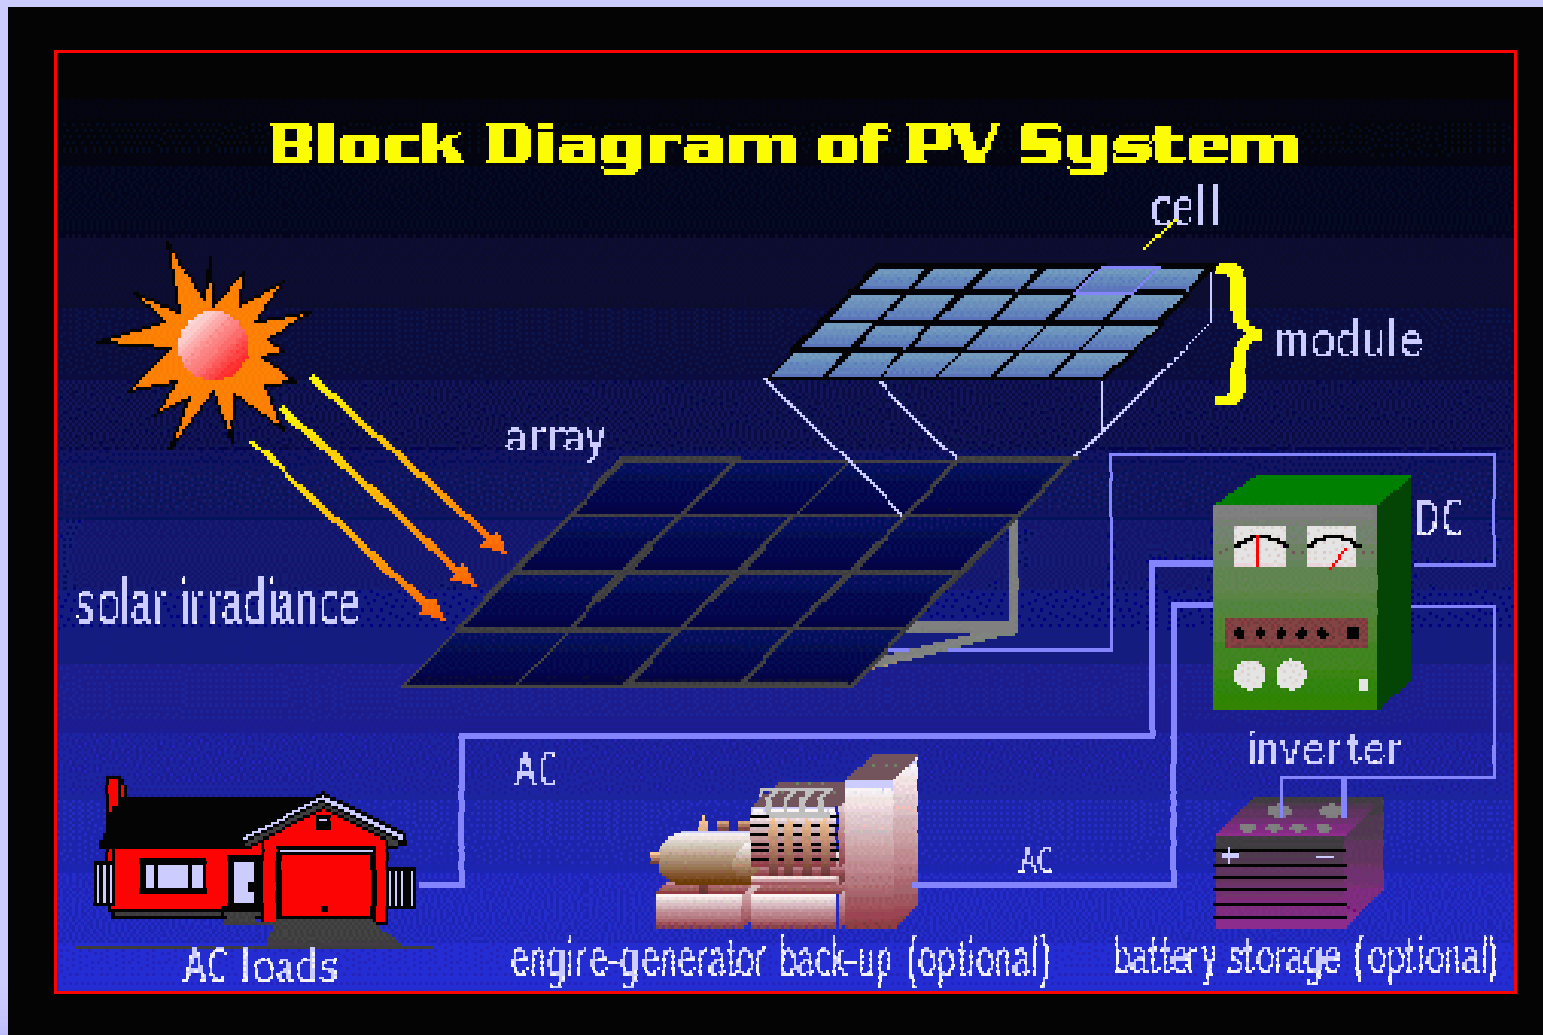 Block Diagram of PV System
cell
module
array
DC
solar irradiance
inverter
AC
AC
+ −
AC loads
engire-generator back-up (optional)
battery storage (optional)